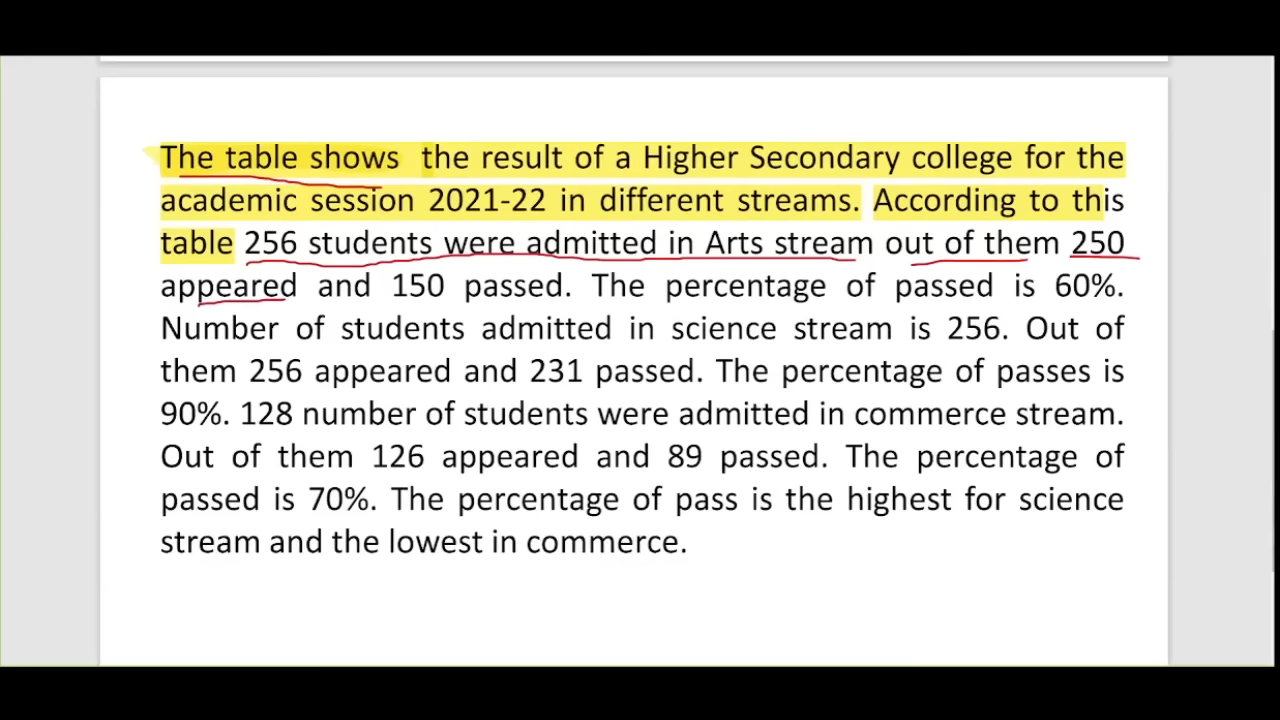 The table shows the result of a Higher Secondary college for the
academic session 2021-22 in different streams. According to this
table 256 students were admitted in Arts stream out of them 250
appeared and 150 passed. The percentage of passed is 60%.
Number of students admitted in science stream is 256. Out of
them 256 appeared and 231 passed. The percentage of passes is
90%. 128 number of students were admitted in commerce stream.
Out of them 126 appeared and 89 passed. The percentage of
passed is 70%. The percentage of pass is the highest for science
stream and the lowest in commerce.